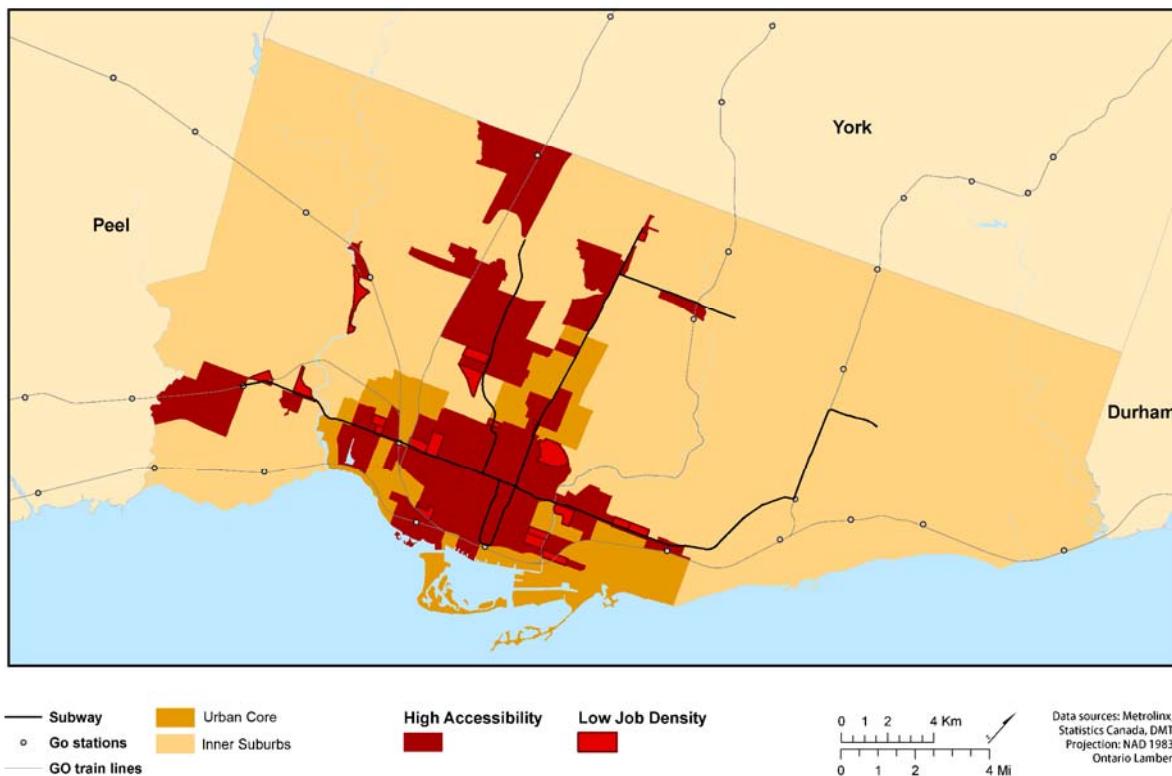 York
Peel
Durham
Subway
Go stations
GO train lines
Urban Core
Inner Suburbs
High Accessibility
Low Job Density
0 1 2 4 Km
0 1 2 4 Mi
Data sources: Metrolinx
Statistics Canada, DMT
Projection: NAD 1983
Ontario Lamber